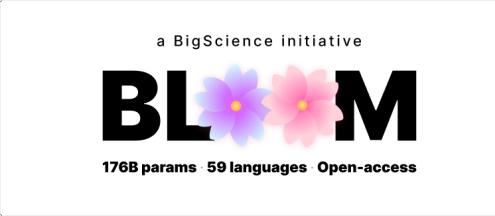 a BigScience initiative
BLOOM
176B params · 59 languages · Open-access